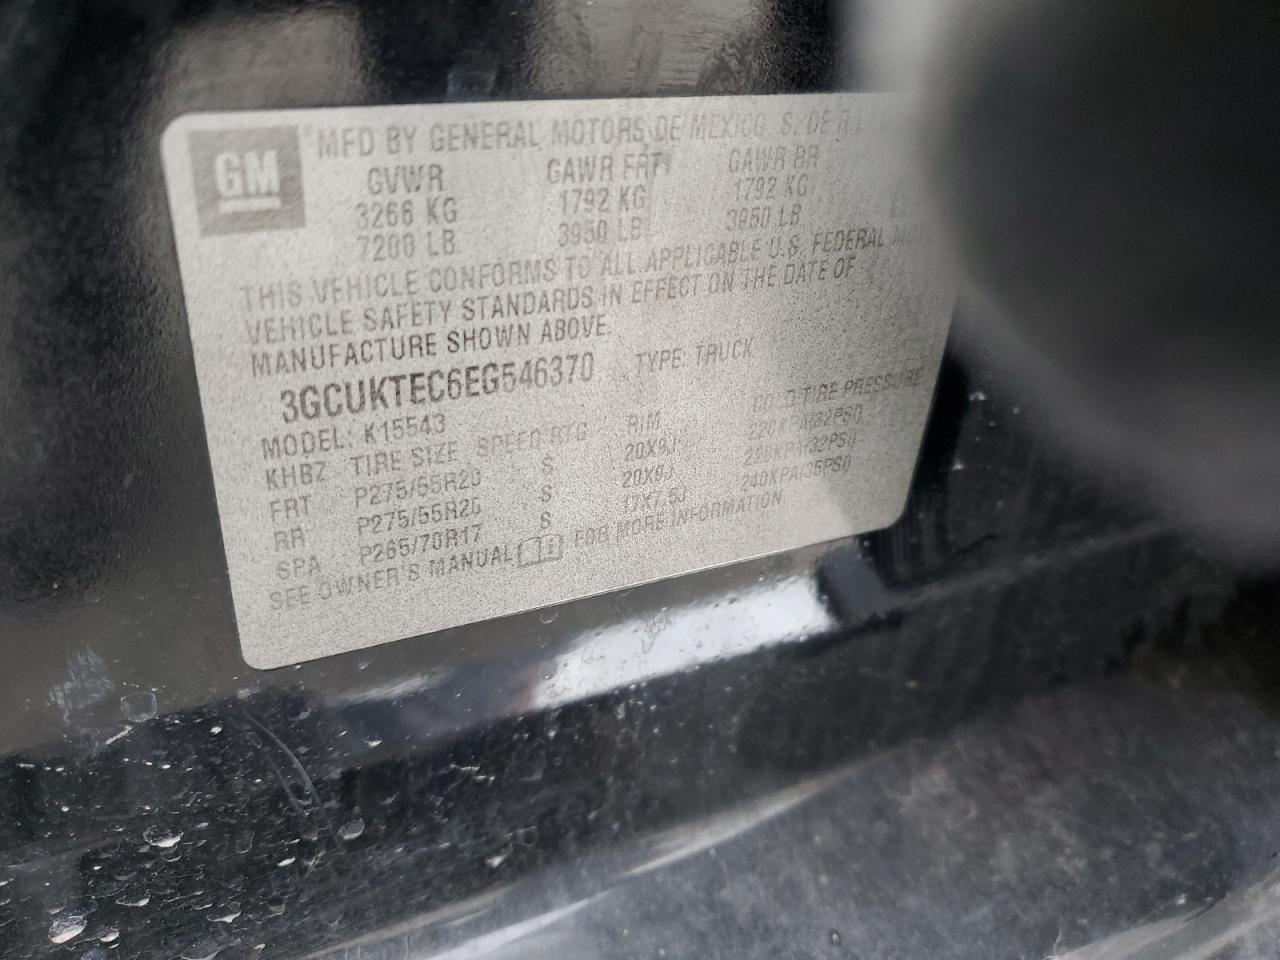 GM
MFD BY GENERAL MOTORS DE MEXICO, S. DE R.L.
GVWR GAWR FRT GAWR RR
3266 KG 1792 KG 1792 KG
7200 LB 3950 LB 3950 LB
THIS VEHICLE CONFORMS TO ALL APPLICABLE U.S. FEDERAL
VEHICLE SAFETY STANDARDS IN EFFECT ON THE DATE OF
MANUFACTURE SHOWN ABOVE.
3GCUKTEC6EG546370 TYPE: TRUCK
MODEL: K15543
KHBZ TIRE SIZE SPEED RTG RIM COLD TIRE PRESSURE
FRT P275/55R20 S 20X9J 220KPA(32PSI)
RR P275/55R20 S 20X9J 220KPA(32PSI)
SPA P265/70R17 S 17X7.5J 240KPA(35PSI)
SEE OWNER'S MANUAL FOR MORE INFORMATION